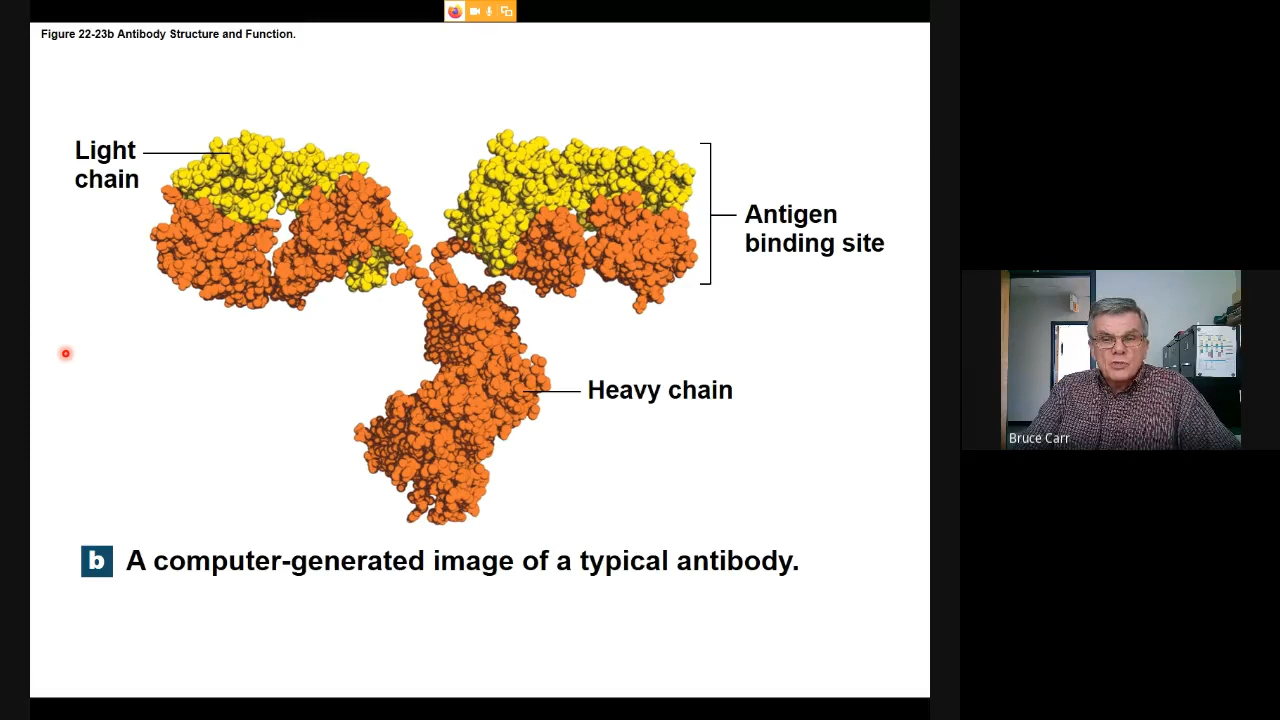 Figure 22-23b Antibody Structure and Function.
Light
chain
Antigen
binding site
Heavy chain
b A computer-generated image of a typical antibody.
Bruce Carr